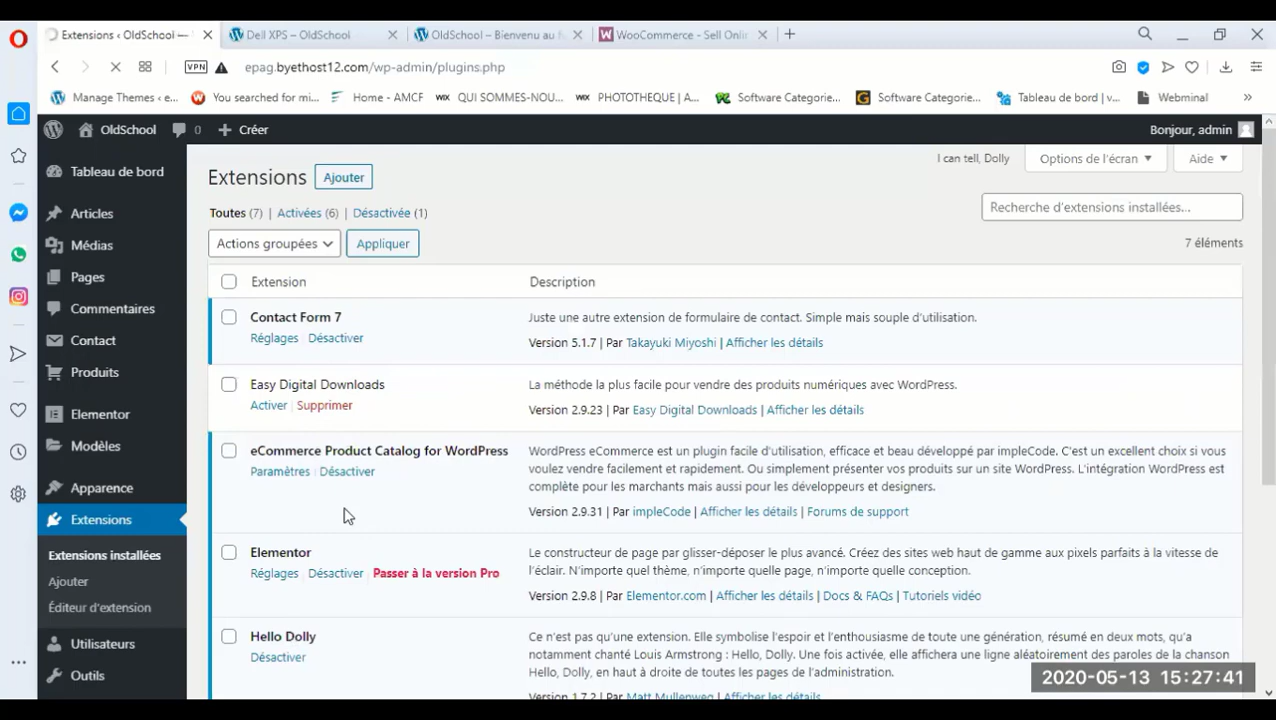 Extensions ‹ OldSchool —
Dell XPS – OldSchool
OldSchool – Bienvenu au f
WooCommerce - Sell Onlin
VPN
epag.byethost12.com/wp-admin/plugins.php
Manage Themes ‹ e...
You searched for mi...
Home - AMCF
WIX QUI SOMMES-NOU...
WIX PHOTOTHEQUE | A...
Software Categorie...
G Software Categorie...
Tableau de bord | v...
Webminal
»
OldSchool
0
+ Créer
Bonjour, admin
Tableau de bord
Articles
Médias
Pages
Commentaires
Contact
Produits
Elementor
Modèles
Apparence
Extensions
Extensions installées
Ajouter
Éditeur d'extension
Utilisateurs
Outils
I can tell, Dolly
Options de l'écran
Aide
Extensions
Ajouter
Toutes (7) | Activées (6) | Désactivée (1)
Recherche d'extensions installées...
Actions groupées
Appliquer
7 éléments
Extension
Description
Contact Form 7
Réglages | Désactiver
Juste une autre extension de formulaire de contact. Simple mais souple d'utilisation.
Version 5.1.7 | Par Takayuki Miyoshi | Afficher les détails
Easy Digital Downloads
Activer | Supprimer
La méthode la plus facile pour vendre des produits numériques avec WordPress.
Version 2.9.23 | Par Easy Digital Downloads | Afficher les détails
eCommerce Product Catalog for WordPress
Paramètres | Désactiver
WordPress eCommerce est un plugin facile d'utilisation, efficace et beau développé par impleCode. C'est un excellent choix si vous
voulez vendre facilement et rapidement. Ou simplement présenter vos produits sur un site WordPress. L'intégration WordPress est
complète pour les marchants mais aussi pour les développeurs et designers.
Version 2.9.31 | Par impleCode | Afficher les détails | Forums de support
Elementor
Réglages | Désactiver | Passer à la version Pro
Le constructeur de page par glisser-déposer le plus avancé. Créez des sites web haut de gamme aux pixels parfaits à la vitesse de
l'éclair. N'importe quel thème, n'importe quelle page, n'importe quelle conception.
Version 2.9.8 | Par Elementor.com | Afficher les détails | Docs & FAQs | Tutoriels vidéo
Hello Dolly
Désactiver
Ce n'est pas qu'une extension. Elle symbolise l'espoir et l'enthousiasme de toute une génération, résumé en deux mots, qu'a
notamment chanté Louis Armstrong : Hello, Dolly. Une fois activée, elle affichera une ligne aléatoirement des paroles de la chanson
Hello, Dolly, en haut à droite de toutes les pages de l'administration.
Version 1.7.2 | Par Matt Mullenweg | Afficher les détails
2020-05-13 15:27:41